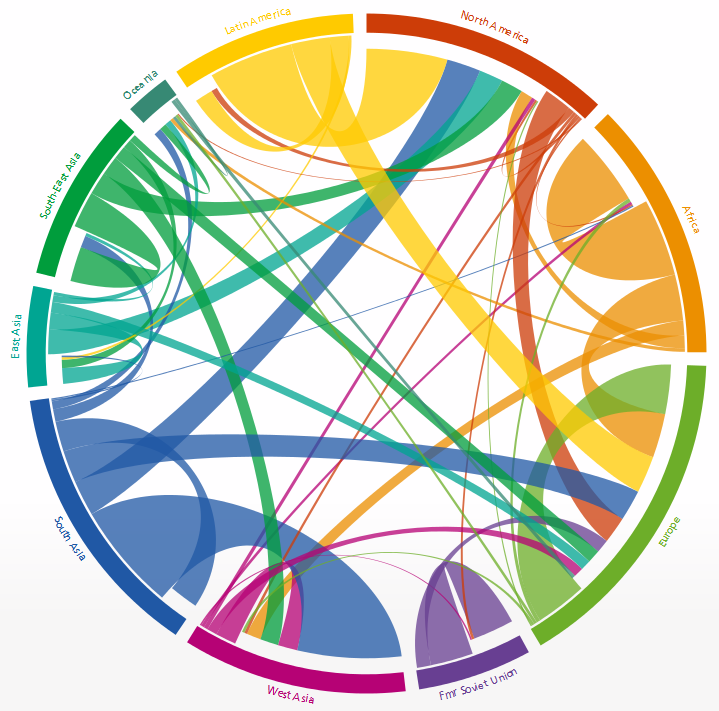 North America
Africa
Europe
Fmr Soviet Union
West Asia
South Asia
East Asia
South-East Asia
Oceania
Latin America